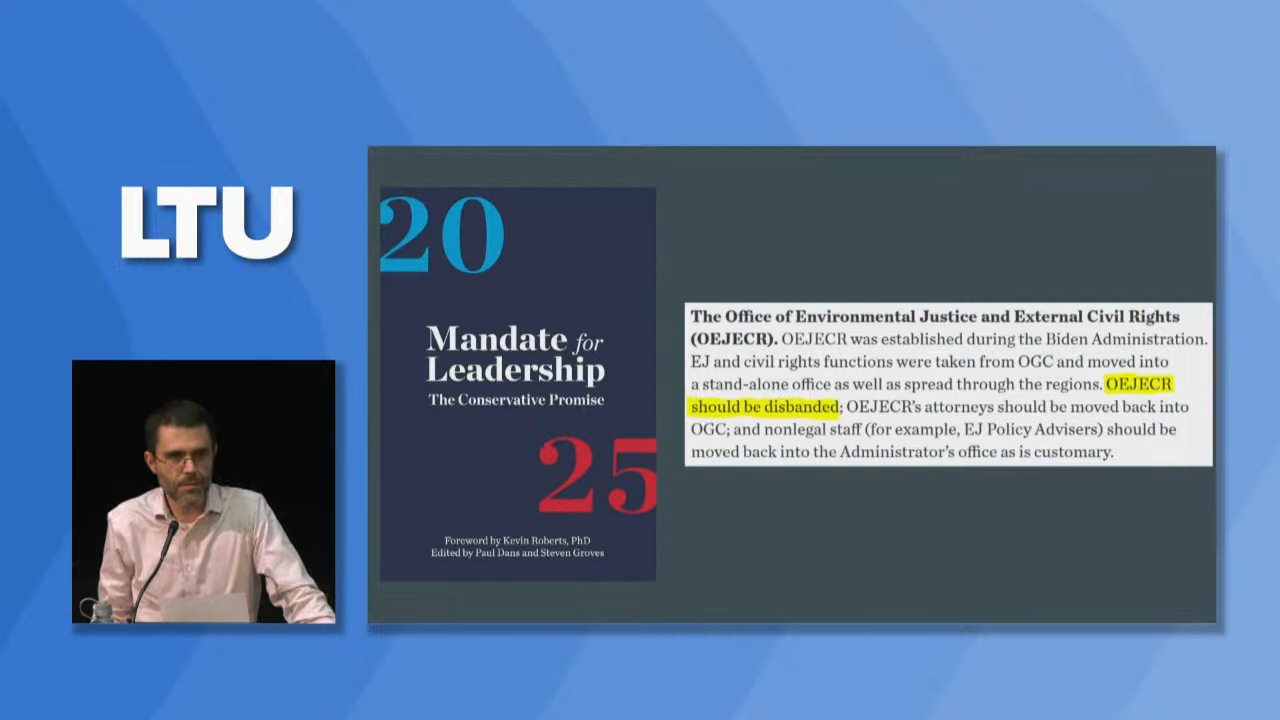 LTU
20
Mandate for
Leadership
The Conservative Promise
25
Foreword by Kevin Roberts, PhD
Edited by Paul Dans and Steven Groves
The Office of Environmental Justice and External Civil Rights
(OEJECR). OEJECR was established during the Biden Administration.
EJ and civil rights functions were taken from OGC and moved into
a stand-alone office as well as spread through the regions. OEJECR
should be disbanded; OEJECR's attorneys should be moved back into
OGC; and nonlegal staff (for example, EJ Policy Advisers) should be
moved back into the Administrator's office as is customary.